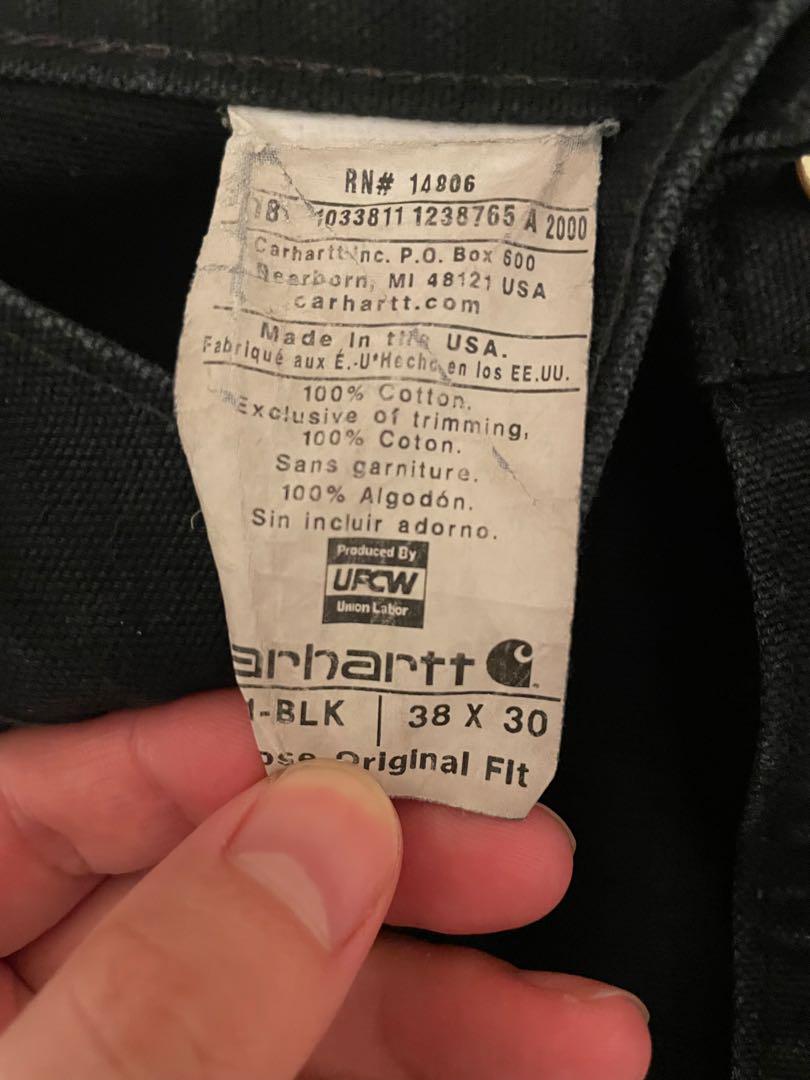 RN# 14806
18 1033811 1238765 A 2000
Carhartt Inc. P.O. Box 600
Dearborn, MI 48121 USA
carhartt.com
Made In the USA.
Fabriqué aux É.-U*Hecho en los EE.UU.
100% Cotton.
Exclusive of trimming,
100% Coton.
Sans garniture.
100% Algodón.
Sin incluir adorno.
Produced By
UFCW
Union Labor
arhartt
-BLK | 38 X 30
ose Original Fit